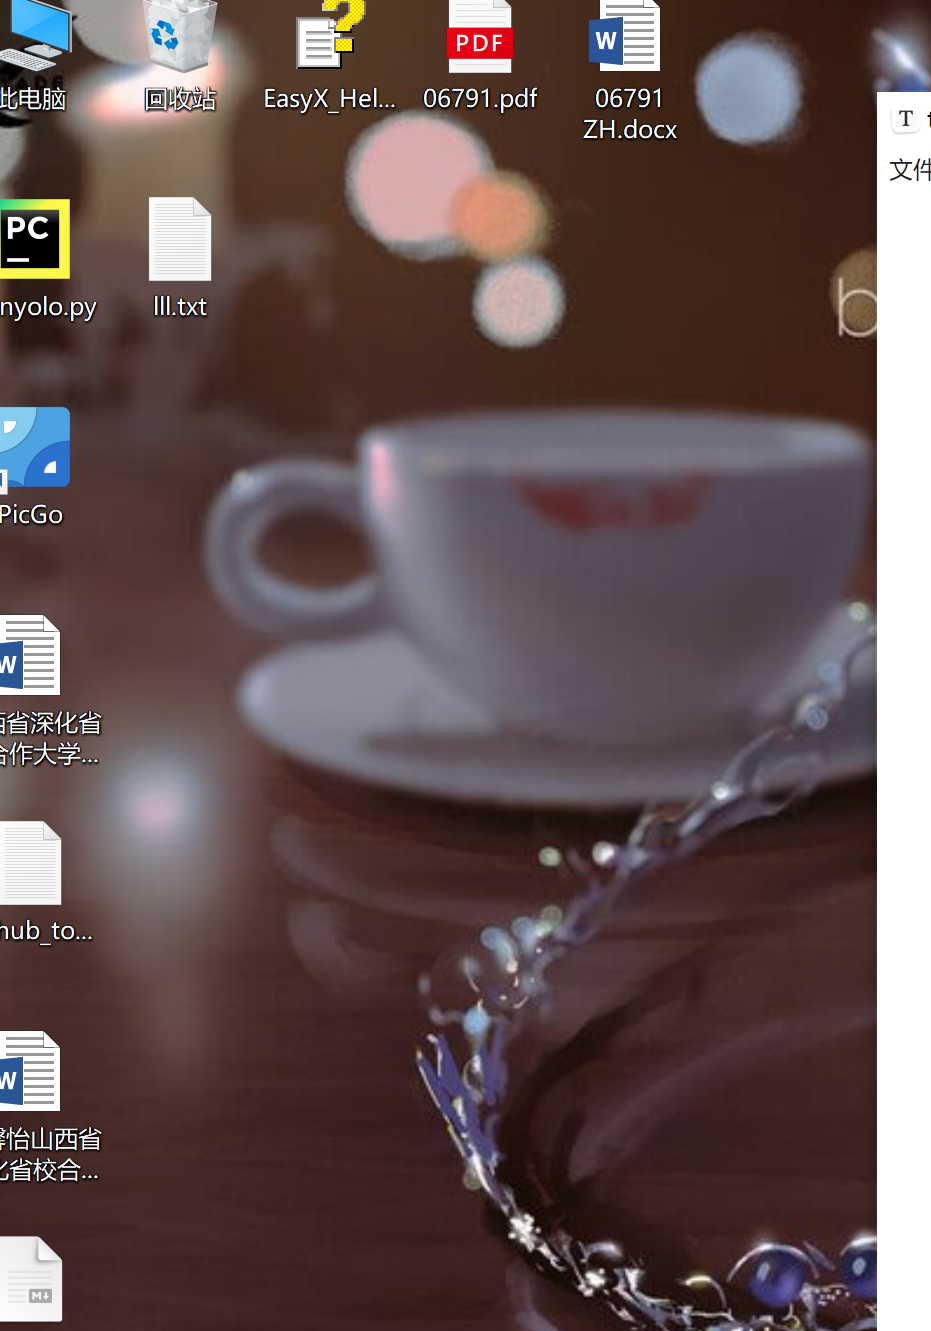 此电脑
回收站
EasyX_Hel...
PDF
06791.pdf
W
06791
ZH.docx
T
文件
PC
nyolo.py
lll.txt
b
PicGo
W
省深化省
合作大学...
hub_to...
W
怡山西省
省校合...
M↓